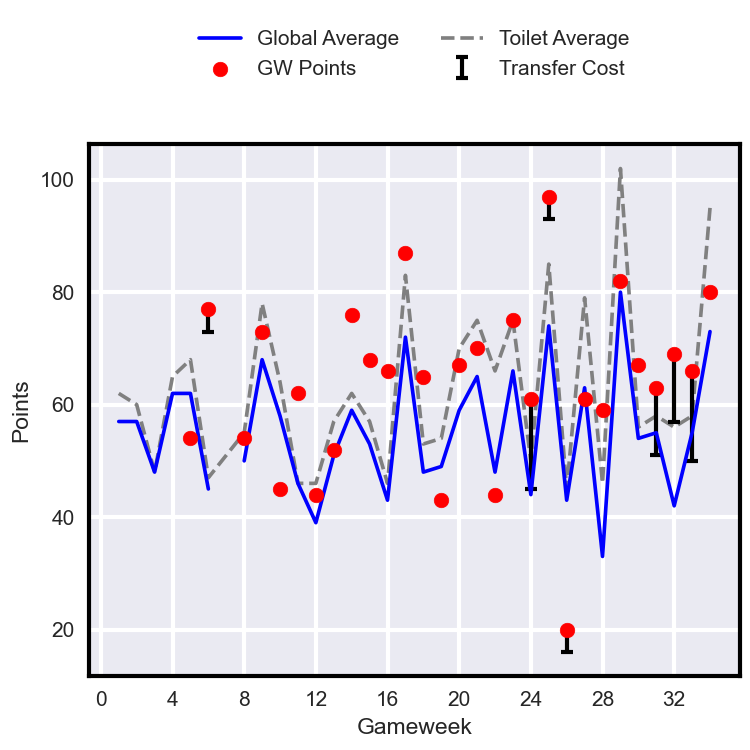 Global Average
Toilet Average
GW Points
Transfer Cost
100
80
60
40
20
Points
0 4 8 12 16 20 24 28 32
Gameweek